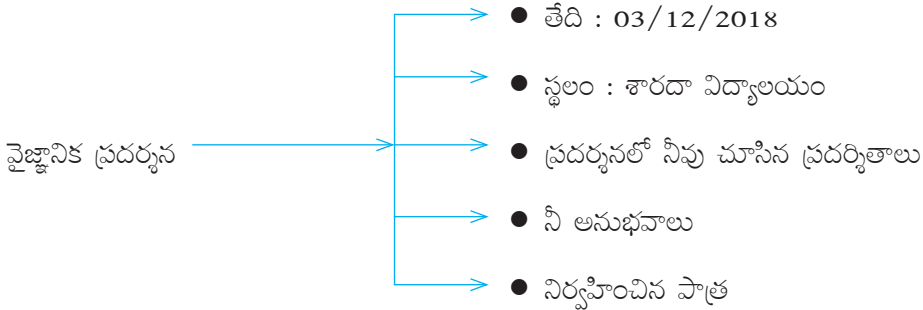 వైజ్ఞానిక ప్రదర్శన
● తేది : 03/12/2018
● స్థలం : శారదా విద్యాలయం
● ప్రదర్శనలో నీవు చూసిన ప్రదర్శితాలు
● నీ అనుభవాలు
● నిర్వహించిన పాత్ర